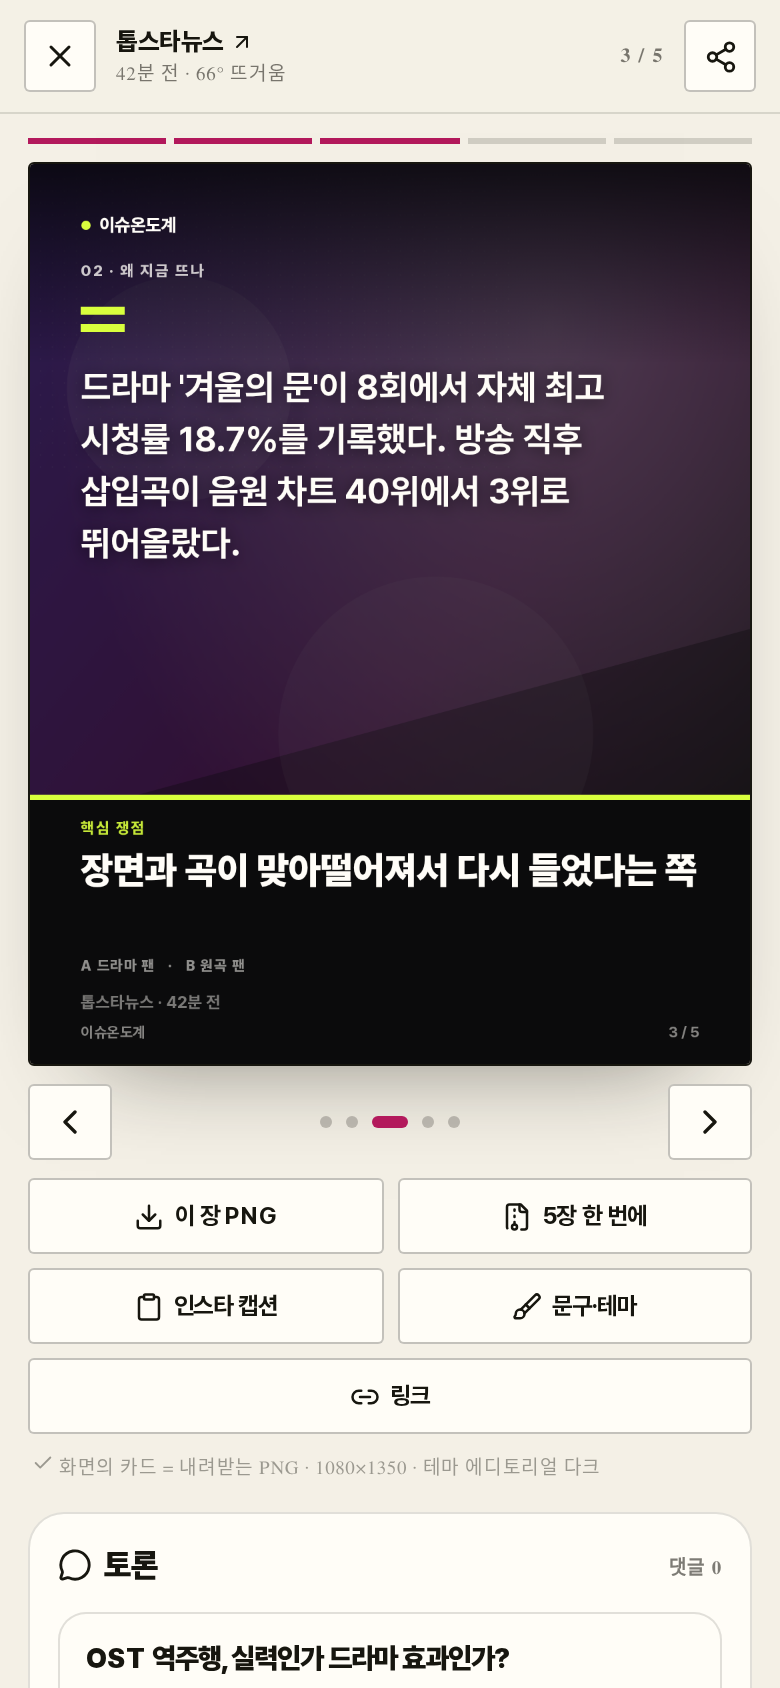 톱스타뉴스
42분 전 · 66° 뜨거움
3 / 5
이슈온도계
02 · 왜 지금 뜨나
드라마 '겨울의 문'이 8회에서 자체 최고
시청률 18.7%를 기록했다. 방송 직후
삽입곡이 음원 차트 40위에서 3위로
뛰어올랐다.
핵심 쟁점
장면과 곡이 맞아떨어져서 다시 들었다는 쪽
A 드라마 팬 · B 원곡 팬
톱스타뉴스 · 42분 전
이슈온도계
3 / 5
이 장 PNG
5장 한 번에
인스타 캡션
문구·테마
링크
화면의 카드 = 내려받는 PNG · 1080×1350 · 테마 에디토리얼 다크
토론
댓글 0
OST 역주행, 실력인가 드라마 효과인가?